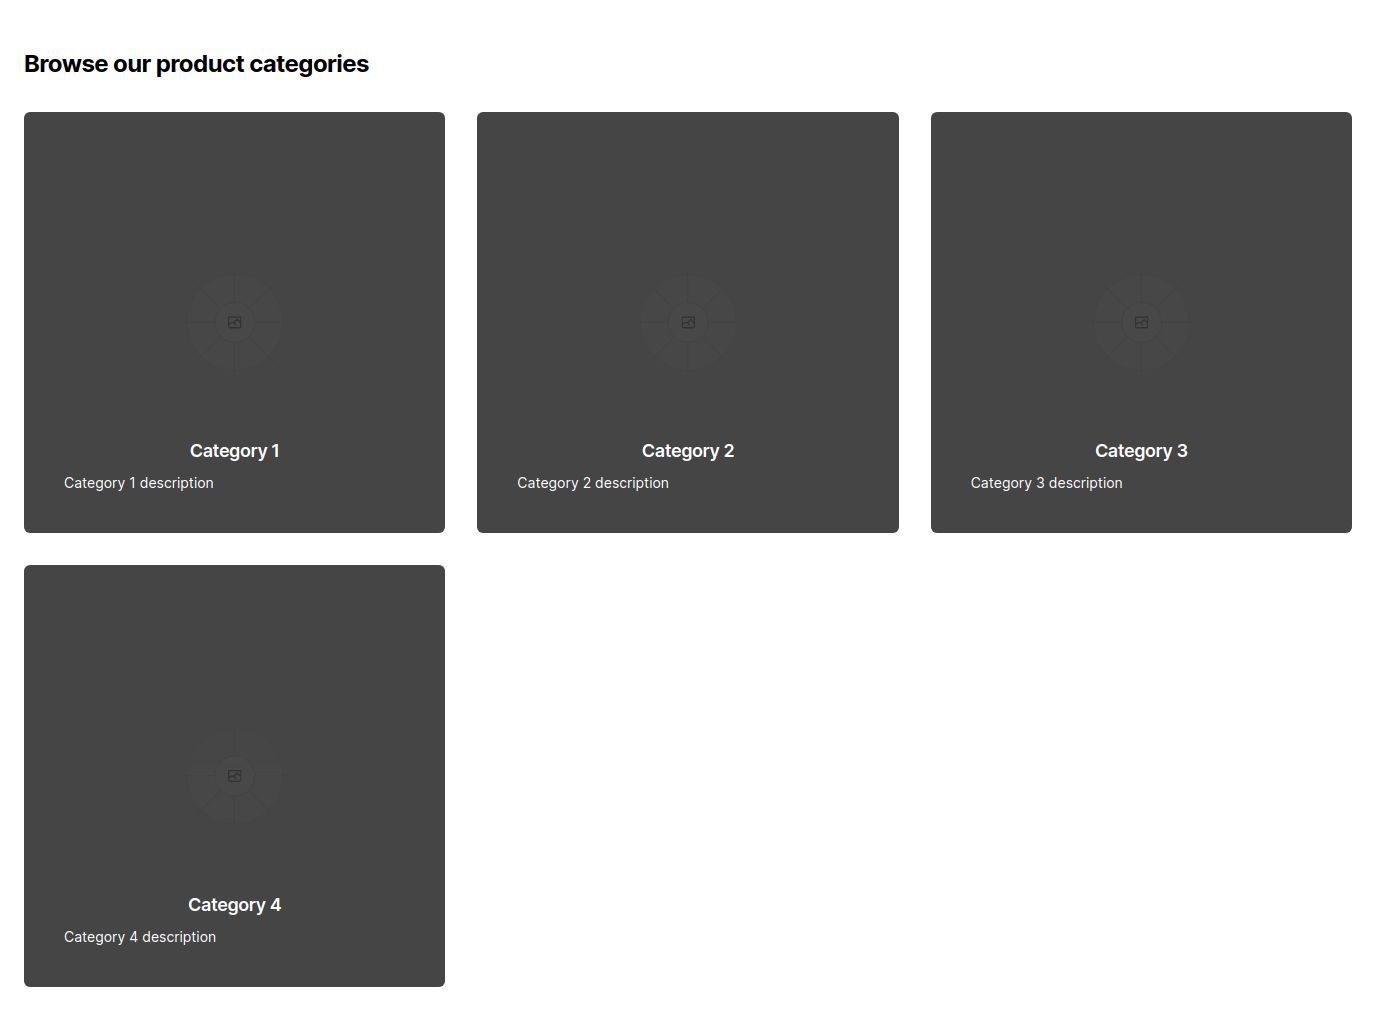 Browse our product categories
Category 1
Category 1 description
Category 2
Category 2 description
Category 3
Category 3 description
Category 4
Category 4 description